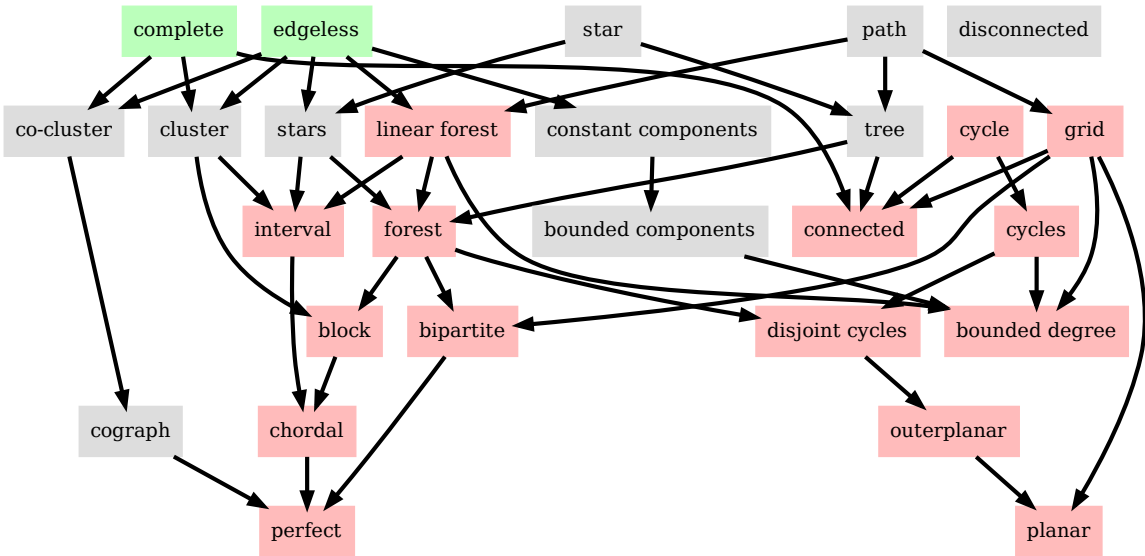 complete
edgeless
star
path
disconnected
co-cluster
cluster
stars
linear forest
constant components
tree
cycle
grid
interval
forest
bounded components
connected
cycles
block
bipartite
disjoint cycles
bounded degree
cograph
chordal
outerplanar
perfect
planar